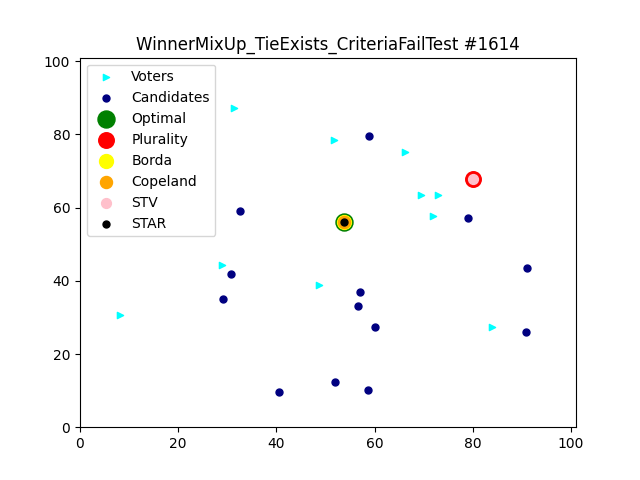 WinnerMixUp_TieExists_CriteriaFailTest #1614
100
80
60
40
20
0
Voters
Candidates
Optimal
Plurality
Borda
Copeland
STV
STAR
0 20 40 60 80 100